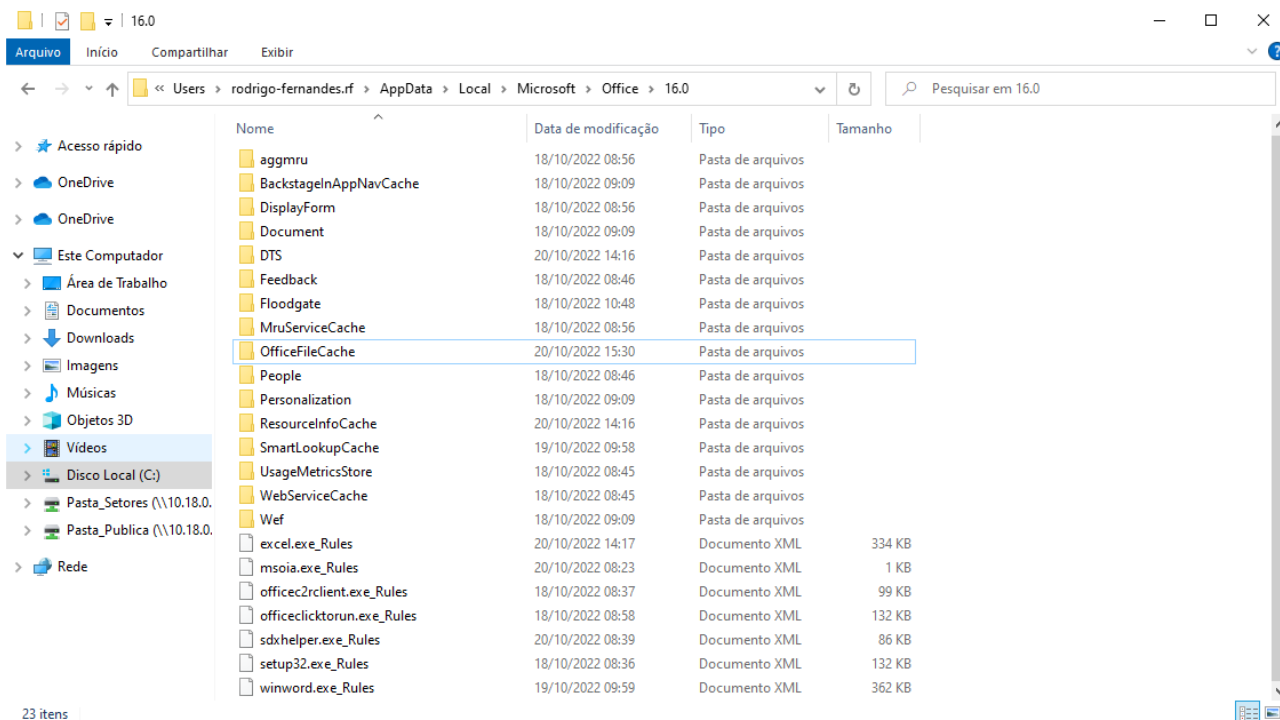 16.0
Arquivo Início Compartilhar Exibir
« Users › rodrigo-fernandes.rf › AppData › Local › Microsoft › Office › 16.0
Pesquisar em 16.0
Acesso rápido
OneDrive
OneDrive
Este Computador
Área de Trabalho
Documentos
Downloads
Imagens
Músicas
Objetos 3D
Vídeos
Disco Local (C:)
Pasta_Setores (\\10.18.0.
Pasta_Publica (\\10.18.0.
Rede
Nome Data de modificação Tipo Tamanho
aggmru 18/10/2022 08:56 Pasta de arquivos
BackstageInAppNavCache 18/10/2022 09:09 Pasta de arquivos
DisplayForm 18/10/2022 08:56 Pasta de arquivos
Document 18/10/2022 09:09 Pasta de arquivos
DTS 20/10/2022 14:16 Pasta de arquivos
Feedback 18/10/2022 08:46 Pasta de arquivos
Floodgate 18/10/2022 10:48 Pasta de arquivos
MruServiceCache 18/10/2022 08:56 Pasta de arquivos
OfficeFileCache 20/10/2022 15:30 Pasta de arquivos
People 18/10/2022 08:46 Pasta de arquivos
Personalization 18/10/2022 09:09 Pasta de arquivos
ResourceInfoCache 20/10/2022 14:16 Pasta de arquivos
SmartLookupCache 19/10/2022 09:58 Pasta de arquivos
UsageMetricsStore 18/10/2022 08:45 Pasta de arquivos
WebServiceCache 18/10/2022 08:45 Pasta de arquivos
Wef 18/10/2022 09:09 Pasta de arquivos
excel.exe_Rules 20/10/2022 14:17 Documento XML 334 KB
msoia.exe_Rules 20/10/2022 08:23 Documento XML 1 KB
officec2rclient.exe_Rules 18/10/2022 08:37 Documento XML 99 KB
officeclicktorun.exe_Rules 18/10/2022 08:58 Documento XML 132 KB
sdxhelper.exe_Rules 20/10/2022 08:39 Documento XML 86 KB
setup32.exe_Rules 18/10/2022 08:36 Documento XML 132 KB
winword.exe_Rules 19/10/2022 09:59 Documento XML 362 KB
23 itens